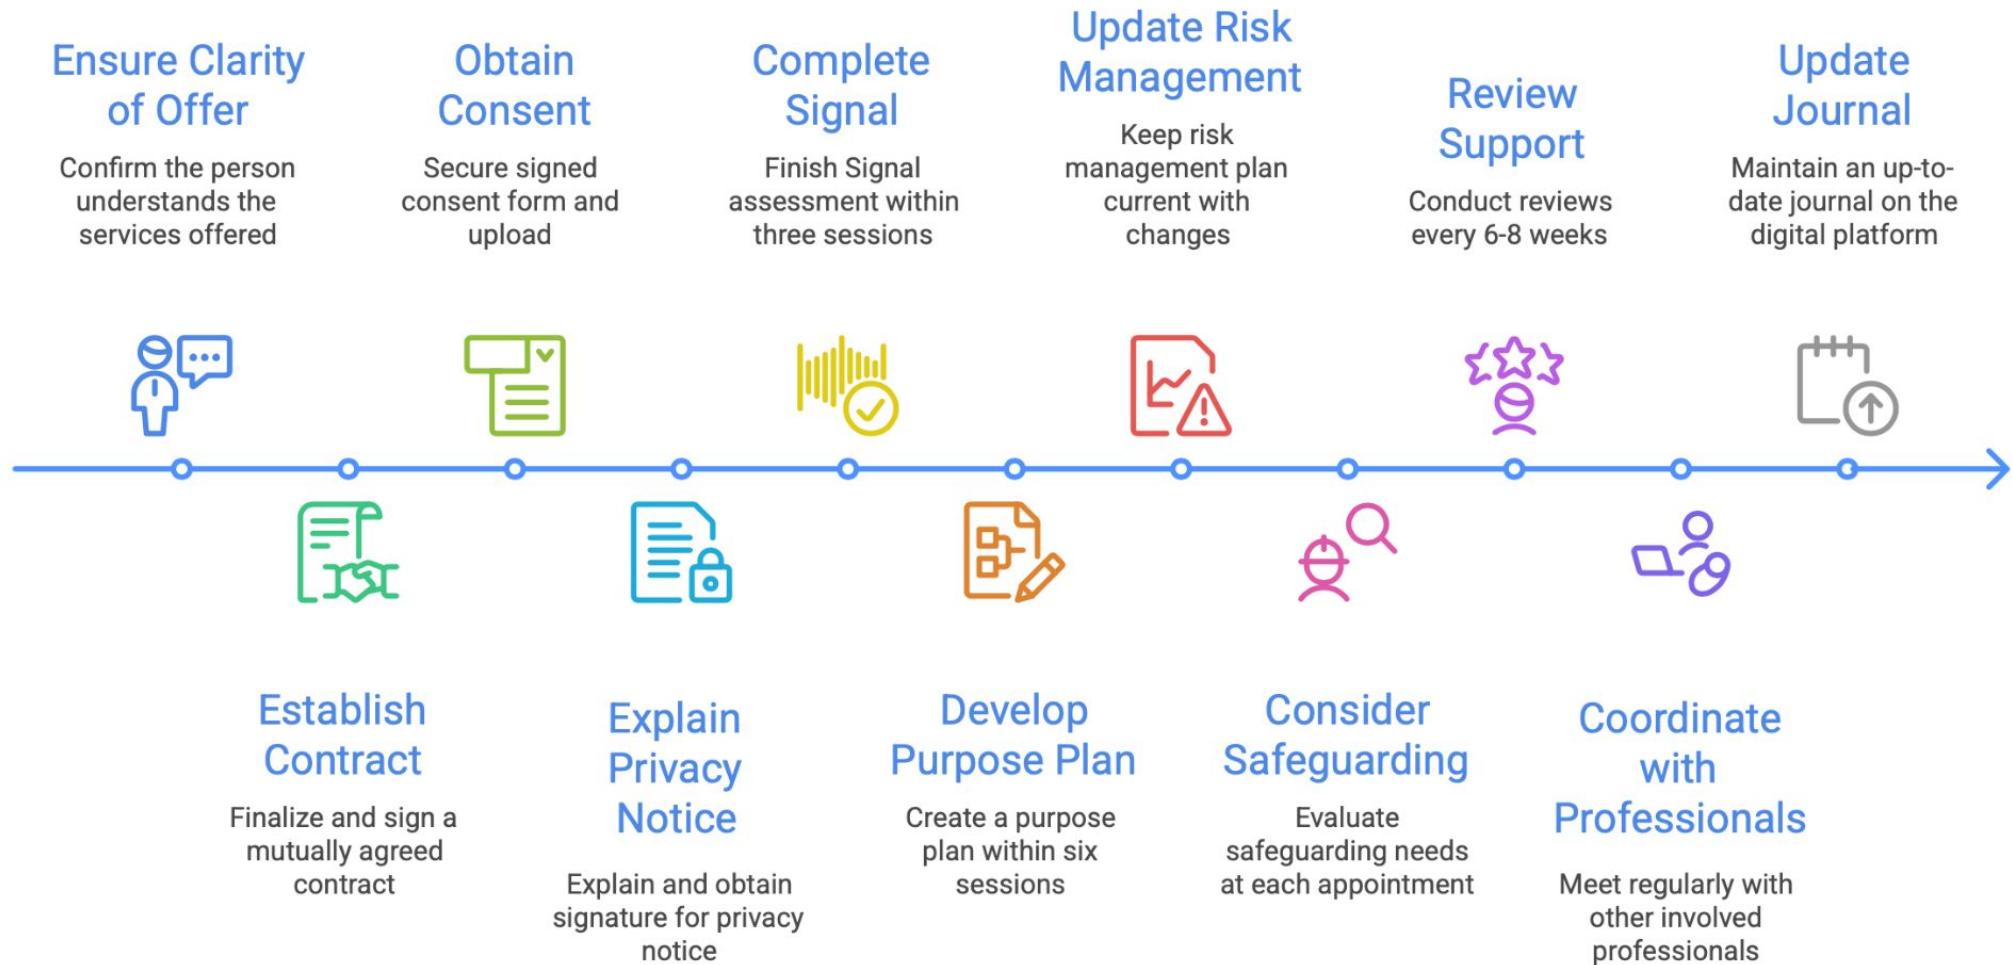 Ensure Clarity
of Offer
Confirm the person
understands the
services offered
Establish
Contract
Finalize and sign a
mutually agreed
contract
Obtain
Consent
Secure signed
consent form and
upload
Explain
Privacy
Notice
Explain and obtain
signature for privacy
notice
Complete
Signal
Finish Signal
assessment within
three sessions
Develop
Purpose Plan
Create a purpose
plan within six
sessions
Update Risk
Management
Keep risk
management plan
current with
changes
Consider
Safeguarding
Evaluate
safeguarding needs
at each appointment
Review
Support
Conduct reviews
every 6-8 weeks
Coordinate
with
Professionals
Meet regularly with
other involved
professionals
Update
Journal
Maintain an up-to-
date journal on the
digital platform